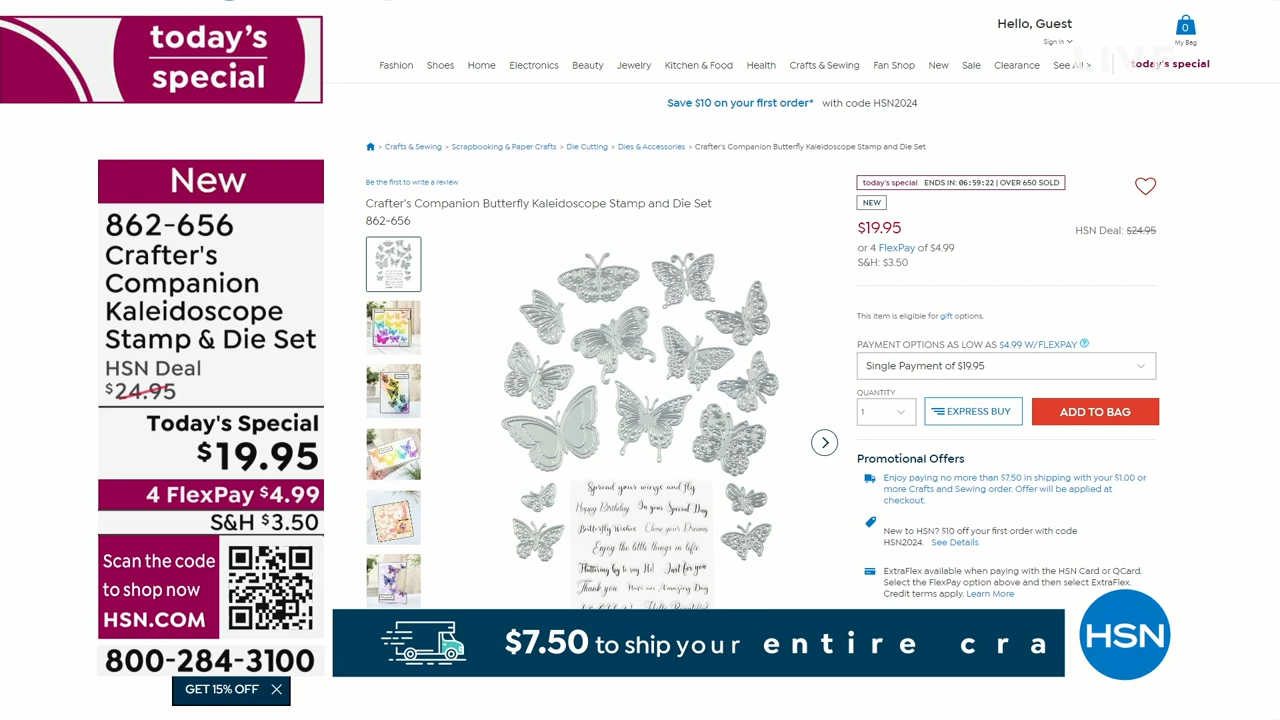 today's
special
Hello, Guest
Sign In
0
My Bag
LIVE
Fashion Shoes Home Electronics Beauty Jewelry Kitchen & Food Health Crafts & Sewing Fan Shop New Sale Clearance See All > today's special
Save $10 on your first order* with code HSN2024
> Crafts & Sewing > Scrapbooking & Paper Crafts > Die Cutting > Dies & Accessories > Crafter's Companion Butterfly Kaleidoscope Stamp and Die Set
New
862-656
Crafter's
Companion
Kaleidoscope
Stamp & Die Set
HSN Deal
$24.95
Today's Special
$19.95
4 FlexPay $4.99
S&H $3.50
Scan the code
to shop now
HSN.COM
800-284-3100
GET 15% OFF
Be the first to write a review
Crafter's Companion Butterfly Kaleidoscope Stamp and Die Set
862-656
Spread your wings and fly
Happy Birthday In your Special Day
Butterfly Wishes Chase your Dreams
Enjoy the little things in life
Fluttering by to say Hi! Just for you
Thank you Have an Amazing Day
Hello Beautiful
today's special ENDS IN: 06:59:22 | OVER 650 SOLD
NEW
$19.95
HSN Deal: $24.95
or 4 FlexPay of $4.99
S&H: $3.50
This item is eligible for gift options.
PAYMENT OPTIONS AS LOW AS $4.99 W/FLEXPAY
Single Payment of $19.95
QUANTITY
1
EXPRESS BUY
ADD TO BAG
Promotional Offers
Enjoy paying no more than $7.50 in shipping with your $1.00 or
more Crafts and Sewing order. Offer will be applied at
checkout.
New to HSN? $10 off your first order with code
HSN2024. See Details
ExtraFlex available when paying with the HSN Card or QCard.
Select the FlexPay option above and then select ExtraFlex.
Credit terms apply. Learn More
$7.50 to ship your entire cra
HSN